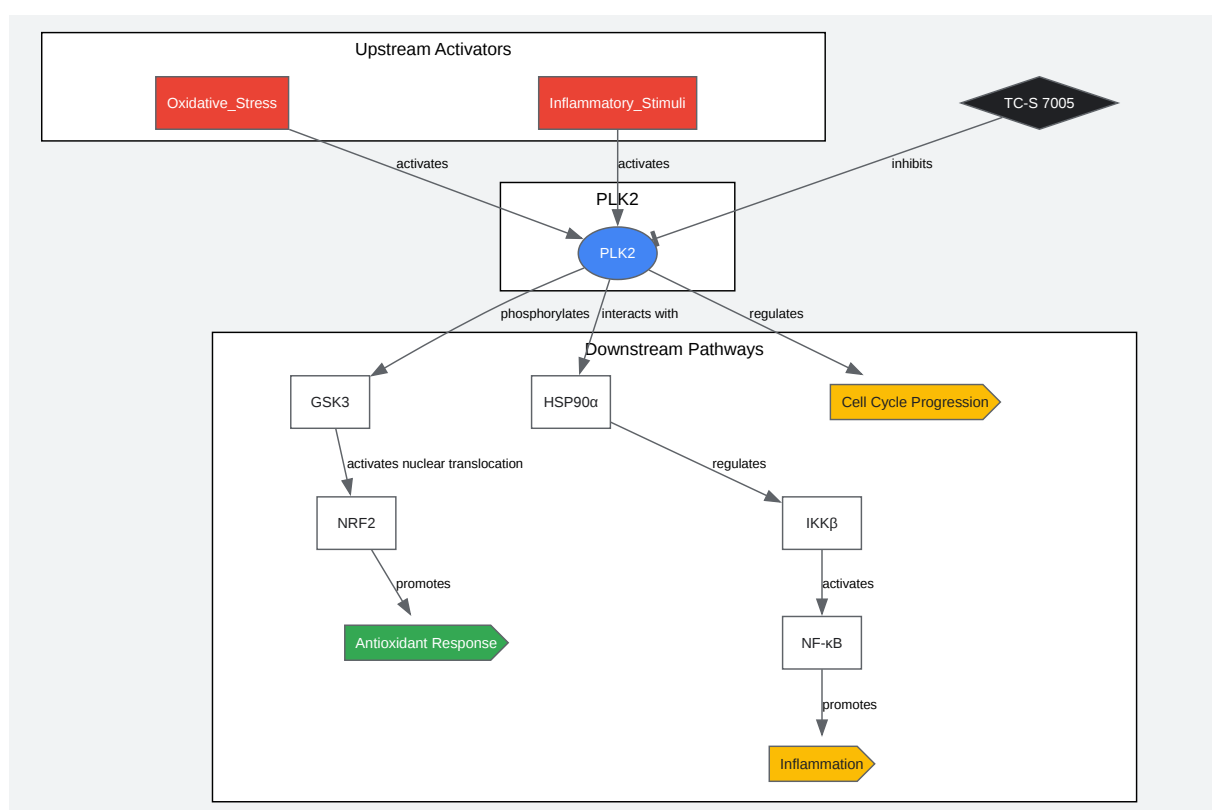 Upstream Activators
Oxidative_Stress
Inflammatory_Stimuli
TC-S 7005
activates
activates
inhibits
PLK2
PLK2
phosphorylates
interacts with
regulates
Downstream Pathways
GSK3
HSP90α
Cell Cycle Progression
activates nuclear translocation
regulates
NRF2
IKKβ
promotes
activates
Antioxidant Response
NF-κB
promotes
Inflammation